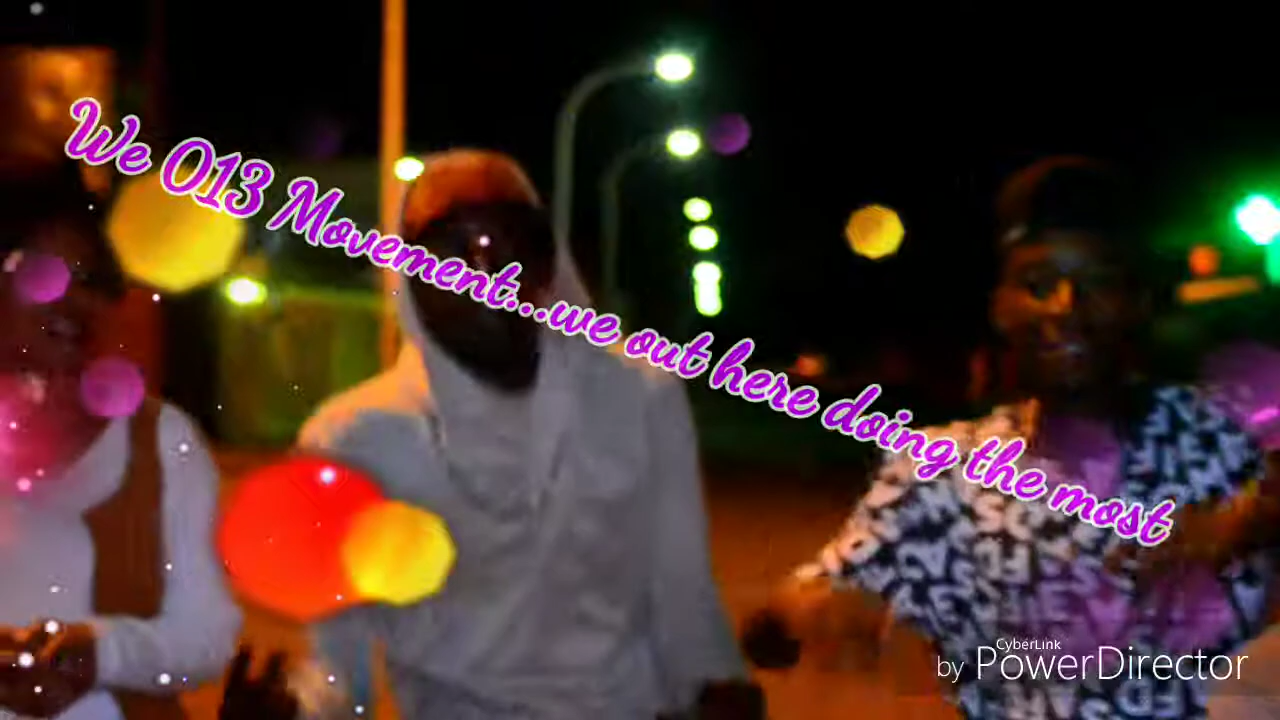 We 013 Movement...we out here doing the most
CyberLink
by PowerDirector